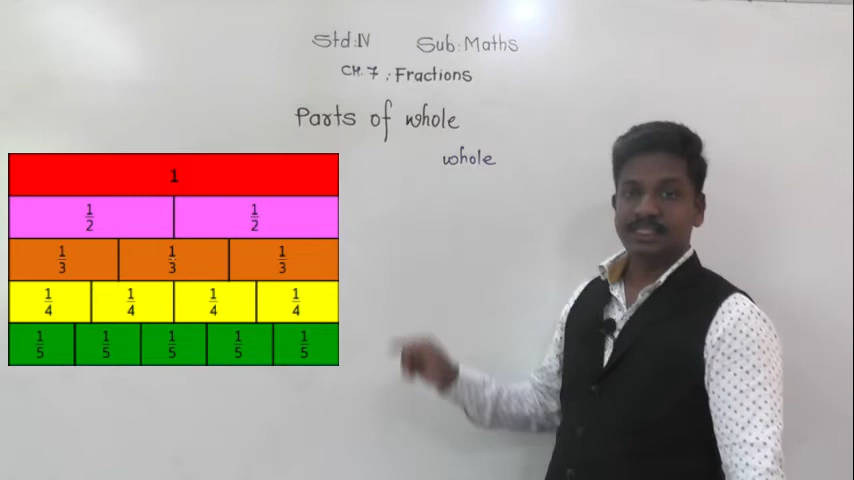 Std:IV Sub:Maths
CH.7 : Fractions
Parts of whole
whole
1
1/2 1/2
1/3 1/3 1/3
1/4 1/4 1/4 1/4
1/5 1/5 1/5 1/5 1/5